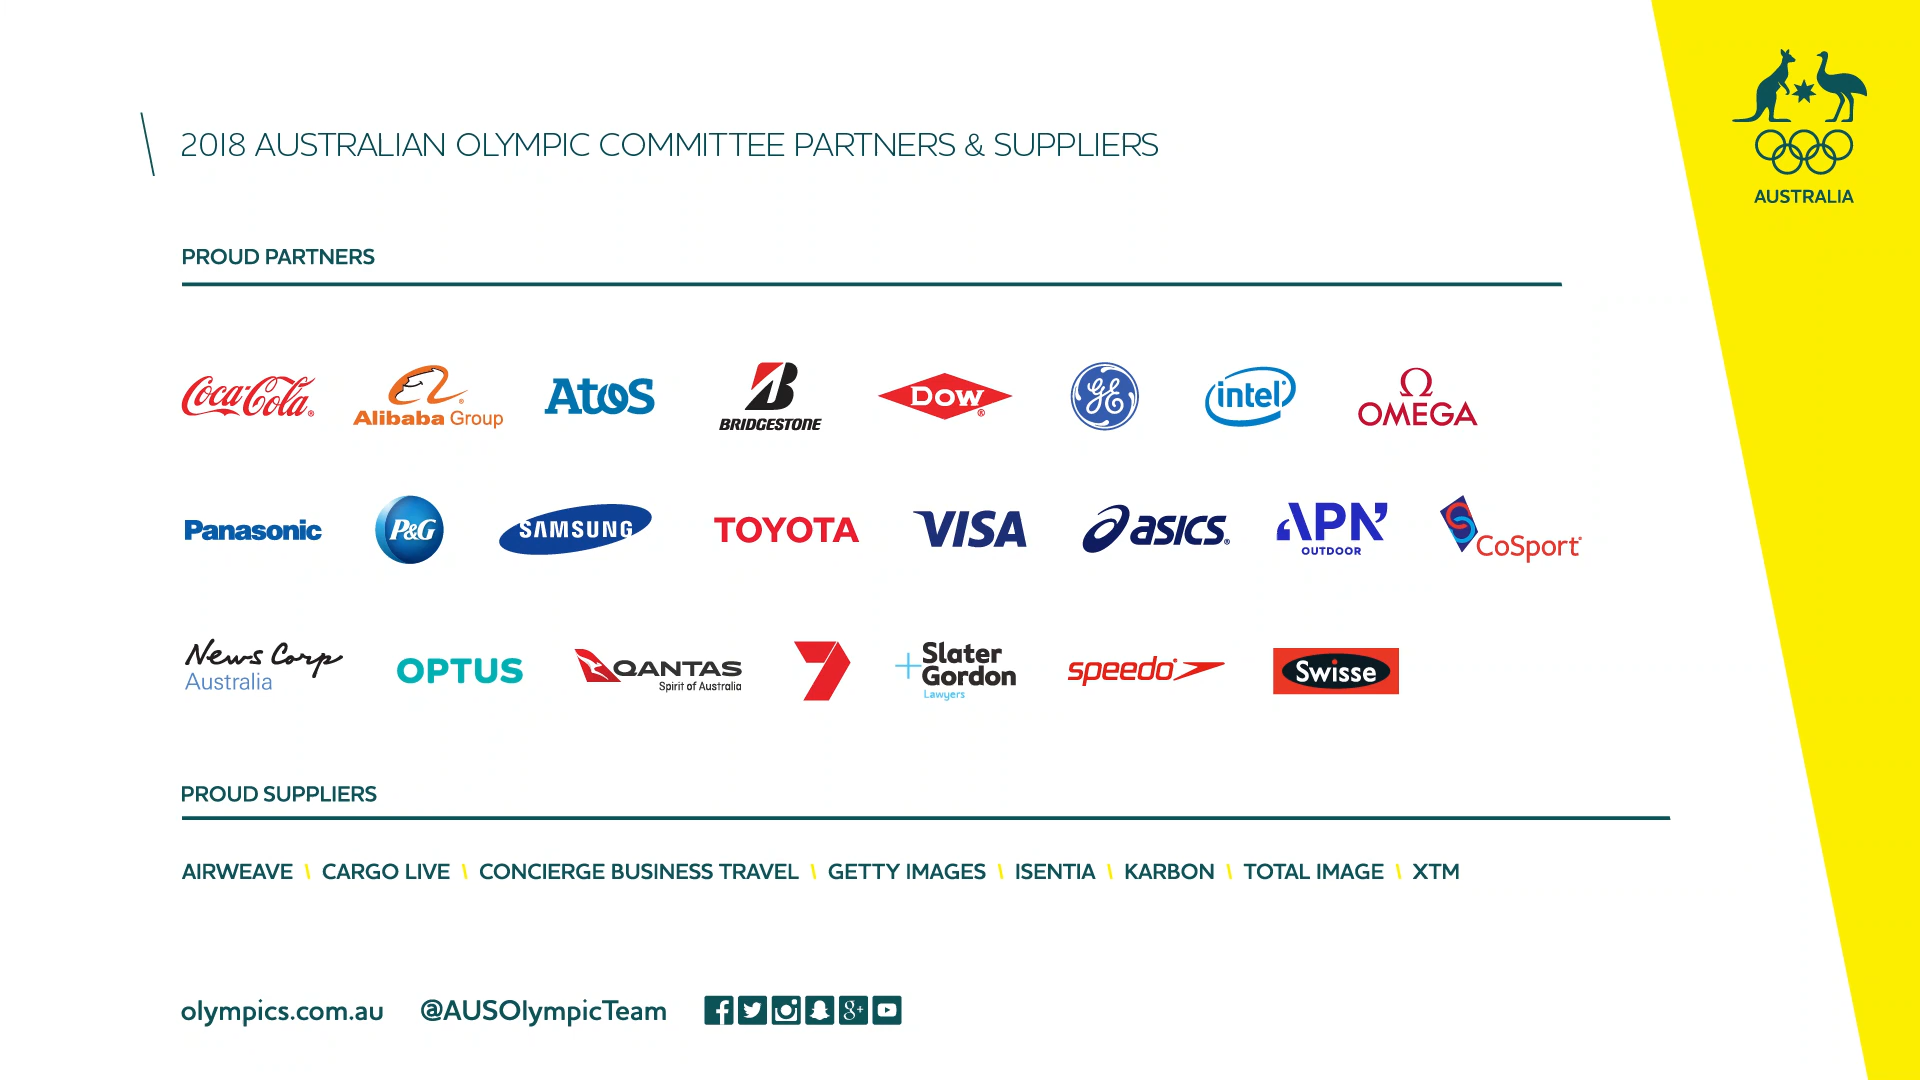 2018 AUSTRALIAN OLYMPIC COMMITTEE PARTNERS & SUPPLIERS
AUSTRALIA
PROUD PARTNERS
Coca-Cola® Alibaba Group® AtoS BRIDGESTONE Dow® GE intel® Ω OMEGA
Panasonic P&G SAMSUNG TOYOTA VISA asics® APN OUTDOOR CoSport®
News Corp Australia OPTUS QANTAS Spirit of Australia 7 Slater + Gordon Lawyers speedo® Swisse
PROUD SUPPLIERS
AIRWEAVE \ CARGO LIVE \ CONCIERGE BUSINESS TRAVEL \ GETTY IMAGES \ ISENTIA \ KARBON \ TOTAL IMAGE \ XTM
olympics.com.au @AUSOlympicTeam f g+